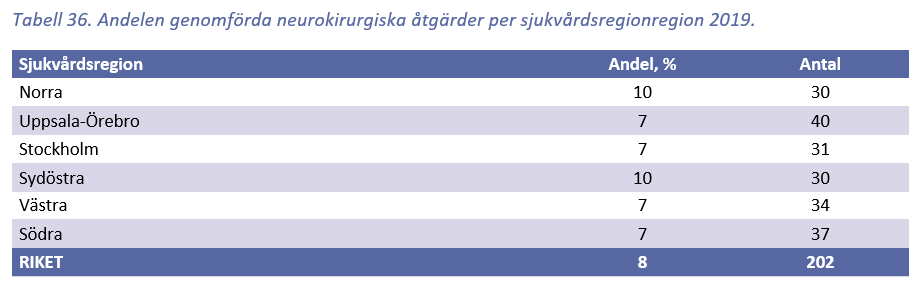 Tabell 36. Andelen genomförda neurokirurgiska åtgärder per sjukvårdsregionregion 2019.
Sjukvårdsregion Andel, % Antal
Norra 10 30
Uppsala-Örebro 7 40
Stockholm 7 31
Sydöstra 10 30
Västra 7 34
Södra 7 37
RIKET 8 202